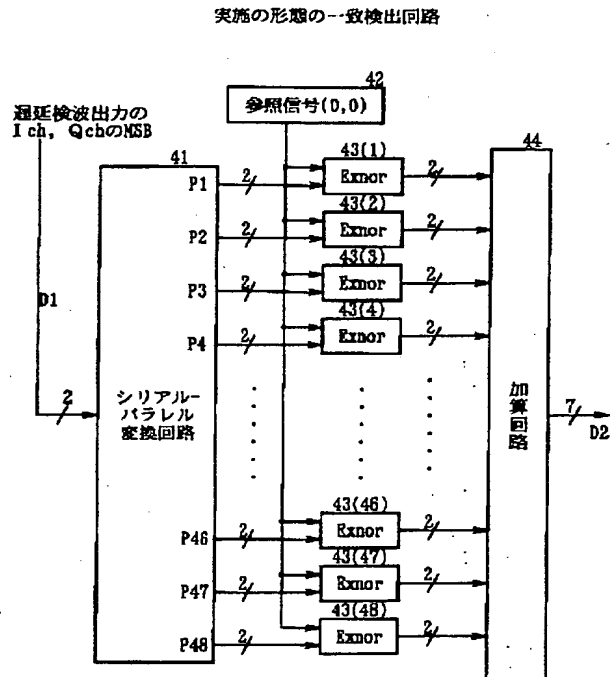 実施の形態の一致検出回路
42
参照信号(0,0)
遅延検波出力の
Ich, QchのMSB
41
44
43(1)
P1
2
Exnor
2
43(2)
P2
2
Exnor
2
43(3)
P3
2
Exnor
2
43(4)
P4
2
Exnor
2
D1
2
シリアル-
パラレル
変換回路
加算回路
7
D2
43(46)
P46
2
Exnor
2
43(47)
P47
2
Exnor
2
43(48)
P48
2
Exnor
2